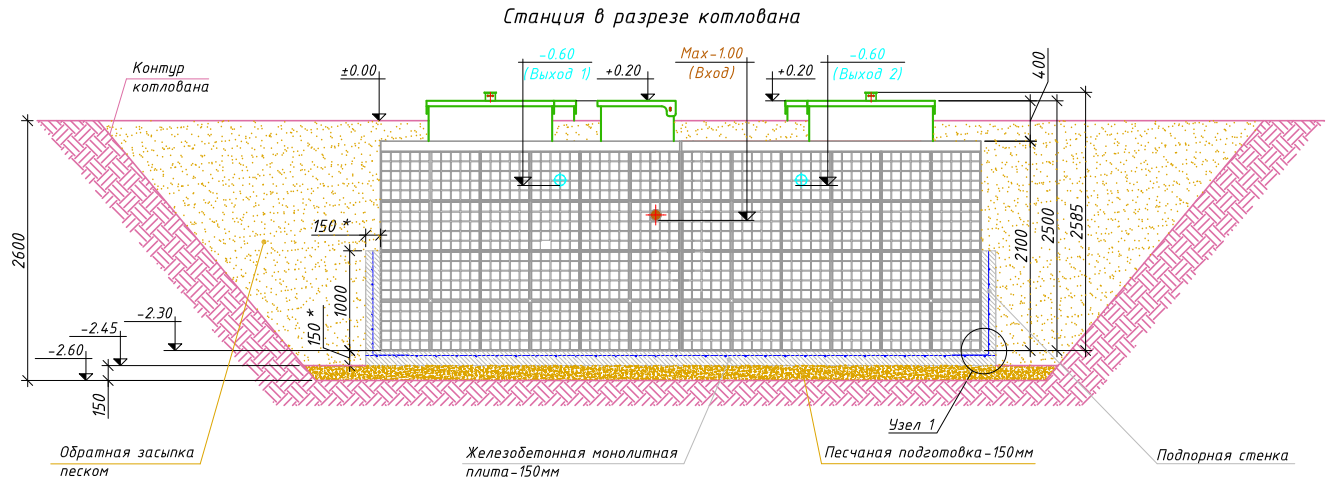 Станция в разрезе котлована
Контур
котлована
±0.00
-0.60
(Выход 1)
+0.20
Max-1.00
(Вход)
+0.20
-0.60
(Выход 2)
400
2600
150 *
1000
150 *
2100
2500
2585
-2.30
-2.45
-2.60
150
Узел 1
Обратная засыпка
песком
Железобетонная монолитная
плита-150мм
Песчаная подготовка-150мм
Подпорная стенка